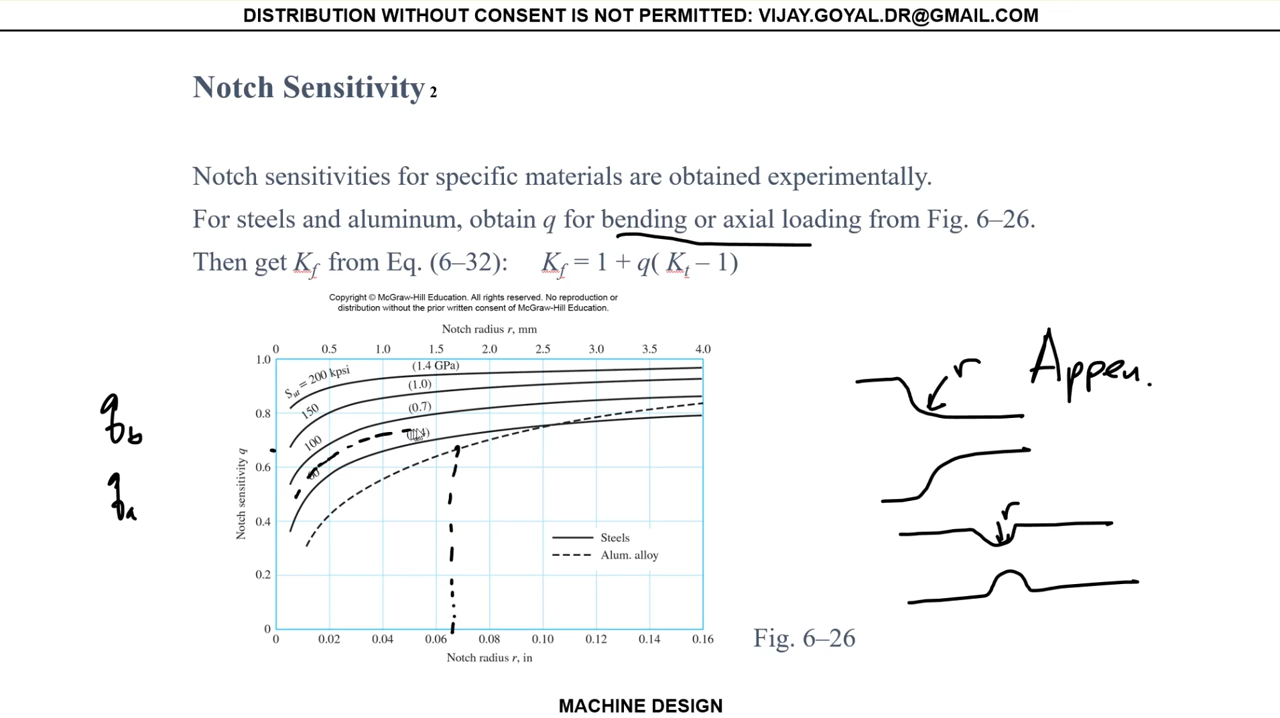 DISTRIBUTION WITHOUT CONSENT IS NOT PERMITTED: VIJAY.GOYAL.DR@GMAIL.COM
Notch Sensitivity 2
Notch sensitivities for specific materials are obtained experimentally.
For steels and aluminum, obtain q for bending or axial loading from Fig. 6–26.
Then get Kf from Eq. (6–32): Kf = 1 + q( Kt – 1)
Copyright © McGraw-Hill Education. All rights reserved. No reproduction or
distribution without the prior written consent of McGraw-Hill Education.
Notch radius r, mm
0 0.5 1.0 1.5 2.0 2.5 3.0 3.5 4.0
1.0
0.8
0.6
0.4
0.2
0
Notch sensitivity q
Sut = 200 kpsi
(1.4 GPa)
150
(1.0)
100
(0.7)
Steels
Alum. alloy
0 0.02 0.04 0.06 0.08 0.10 0.12 0.14 0.16
Notch radius r, in
Fig. 6–26
qb
qa
r
Appen.
r
MACHINE DESIGN